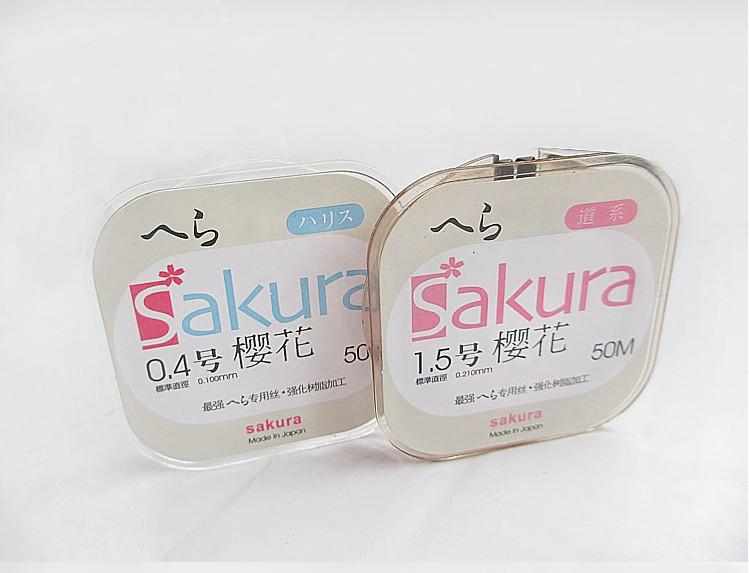 へら
ハリス
Sakura
0.4号 樱花
50
標準直徑 0.100mm
最强へら专用丝·强化树脂加工
sakura
Made In Japan
へら
道系
Sakura
1.5号 樱花
50M
標準直徑 0.210mm
最强へら专用丝·强化树脂加工
sakura
Made In Japan